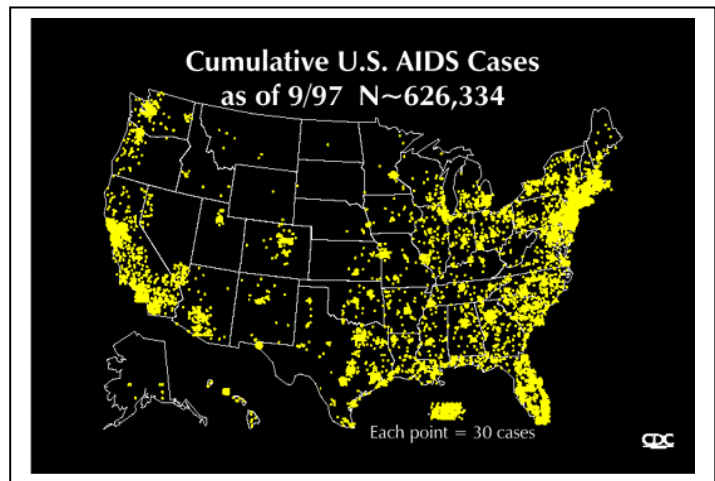 Cumulative U.S. AIDS Cases
as of 9/97 N~626,334
Each point = 30 cases
CDC